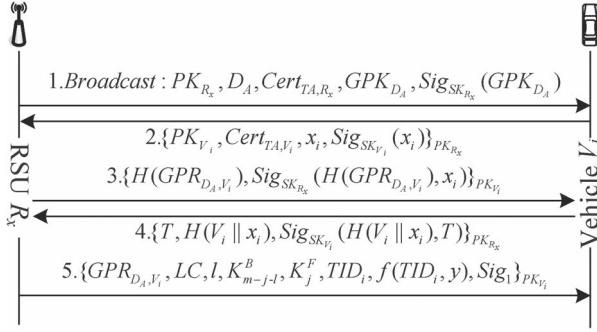 1.Broadcast : PK_{R_x}, D_A, Cert_{TA,R_x}, GPK_{D_A}, Sig_{SK_{R_x}}(GPK_{D_A})
2.{PK_{V_i}, Cert_{TA,V_i}, x_i, Sig_{SK_{V_i}}(x_i)}_{PK_{R_x}}
3.{H(GPR_{D_A,V_i}), Sig_{SK_{R_x}}(H(GPR_{D_A,V_i}), x_i)}_{PK_{V_i}}
4.{T, H(V_i || x_i), Sig_{SK_{V_i}}(H(V_i || x_i), T)}_{PK_{R_x}}
5.{GPR_{D_A,V_i}, LC, l, K^B_{m-j-l}, K^F_j, TID_i, f(TID_i, y), Sig_1}_{PK_{V_i}}
RSU R_x
Vehicle V_i